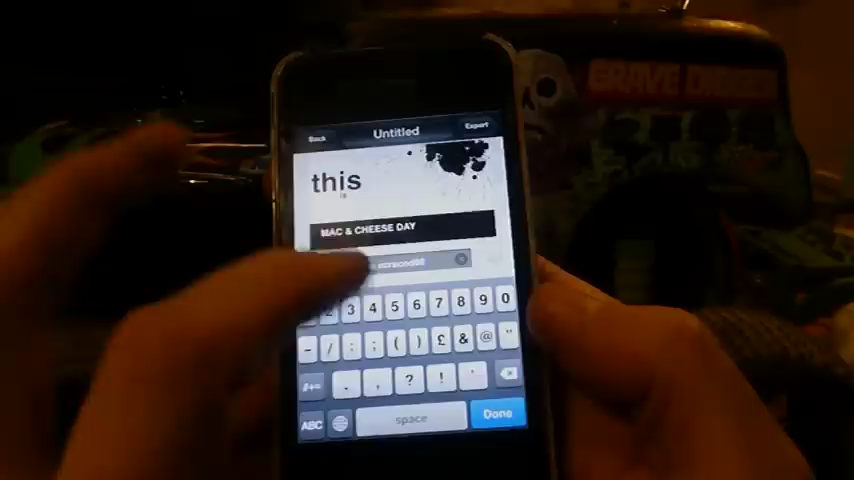 GRAVE DIGGER
Back Untitled Export
this
MAC & CHEESE DAY
2 3 4 5 6 7 8 9 0
- / : ; ( ) £ & @ "
#+= . , ? ! '
ABC space Done